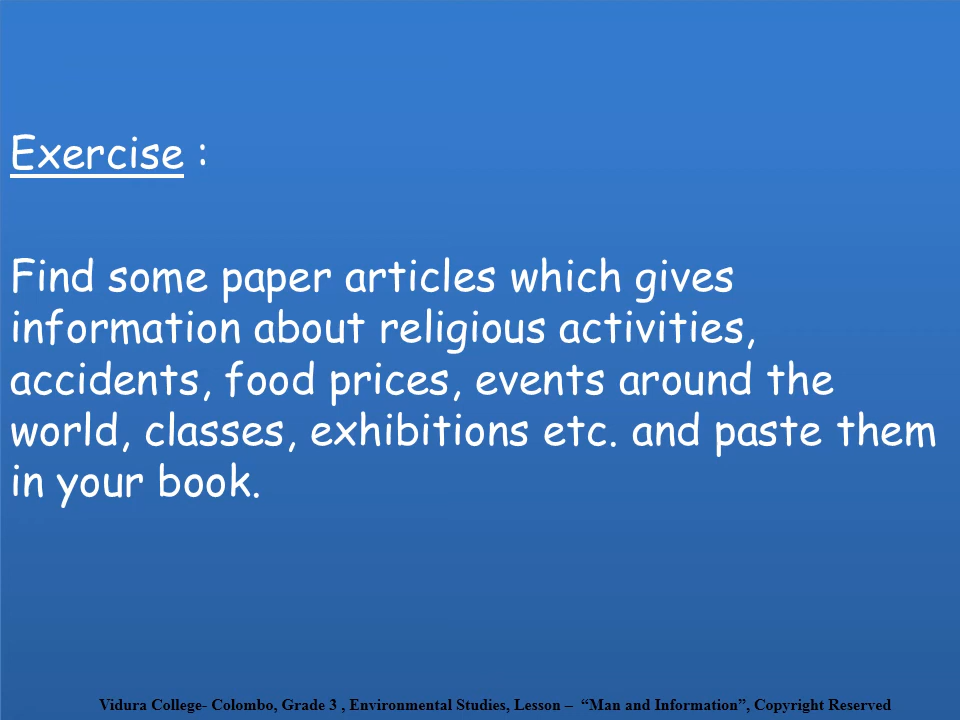 Exercise :
Find some paper articles which gives
information about religious activities,
accidents, food prices, events around the
world, classes, exhibitions etc. and paste them
in your book.
Vidura College- Colombo, Grade 3 , Environmental Studies, Lesson – “Man and Information”, Copyright Reserved